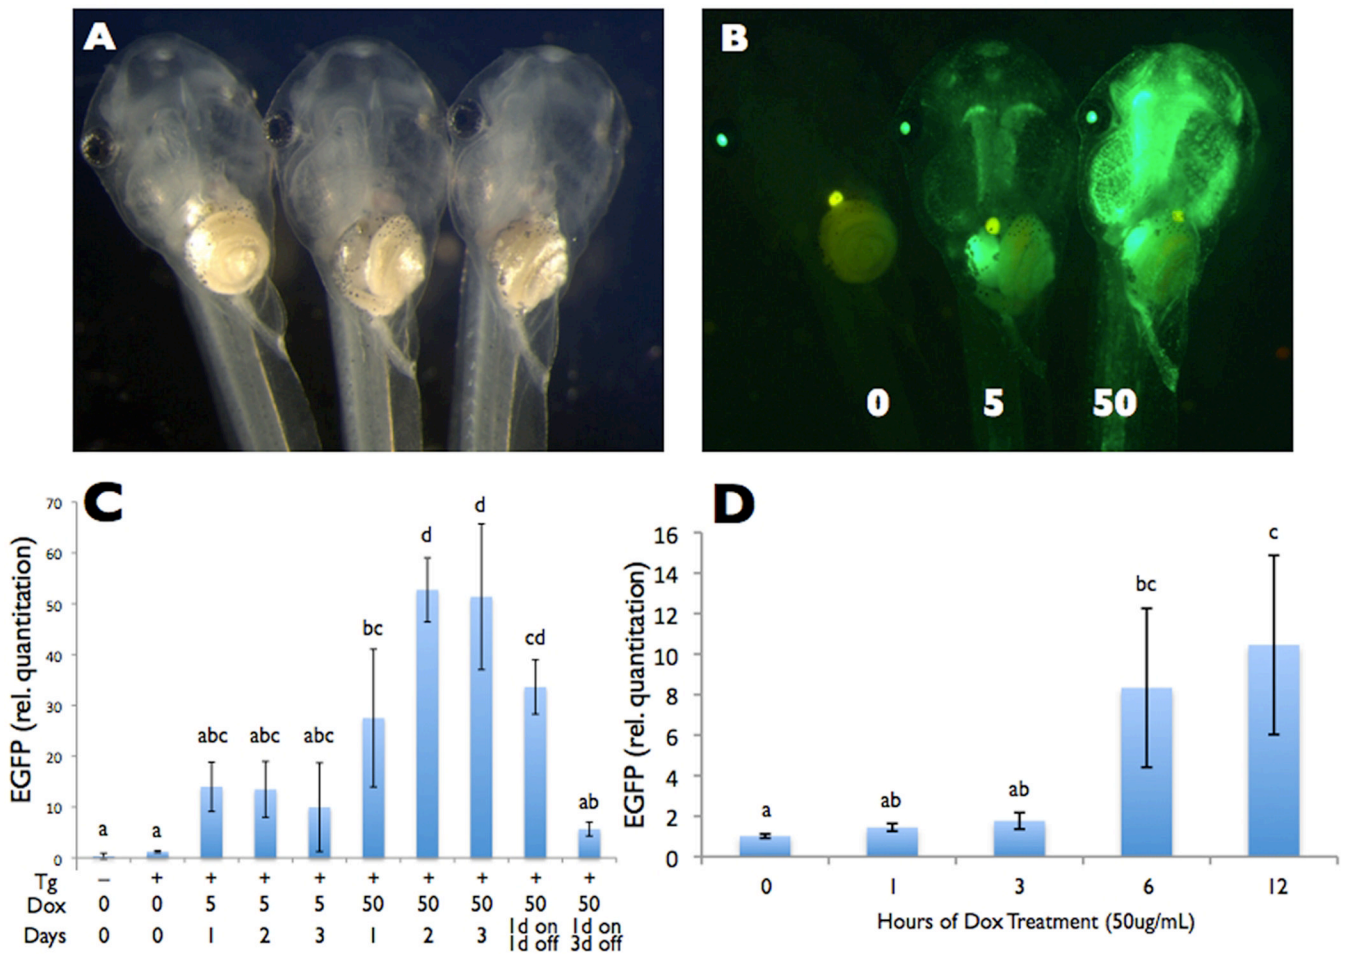 A
B
0 5 50
C
EGFP (rel. quantitation)
70
60
50
40
30
20
10
0
a a abc abc abc bc d d cd ab
Tg – + + + + + + + + +
Dox 0 0 5 5 5 50 50 50 50 50
Days 0 0 1 2 3 1 2 3 1d on 1d on
1d off 3d off
D
EGFP (rel. quantitation)
16
14
12
10
8
6
4
2
0
a ab ab bc c
0 1 3 6 12
Hours of Dox Treatment (50ug/mL)